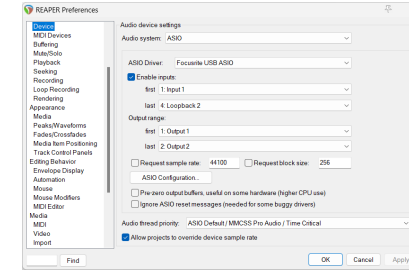 REAPER Preferences
Device
MIDI Devices
Buffering
Mute/Solo
Playback
Seeking
Recording
Loop Recording
Rendering
Appearance
Media
Peaks/Waveforms
Fades/Crossfades
Media Item Positioning
Track Control Panels
Editing Behavior
Envelope Display
Automation
Mouse
Mouse Modifiers
MIDI Editor
Media
MIDI
Video
Import
Find
Audio device settings
Audio system: ASIO
ASIO Driver: Focusrite USB ASIO
Enable inputs:
first 1: Input 1
last 4: Loopback 2
Output range:
first 1: Output 1
last 2: Output 2
Request sample rate: 44100 Request block size: 256
ASIO Configuration...
Pre-zero output buffers, useful on some hardware (higher CPU use)
Ignore ASIO reset messages (needed for some buggy drivers)
Audio thread priority: ASIO Default / MMCSS Pro Audio / Time Critical
Allow projects to override device sample rate
OK Cancel Apply